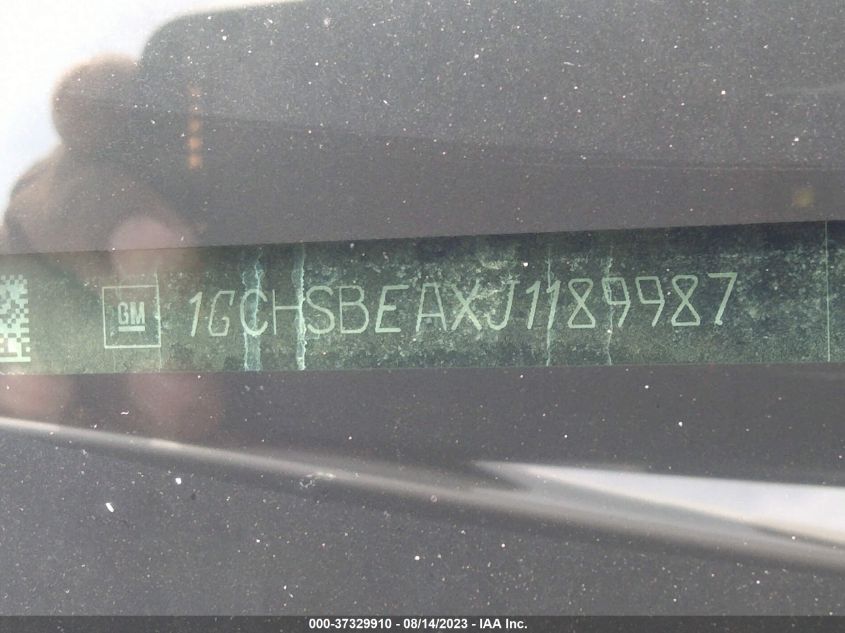 GM 1GCHSBEAXJ1189987
000-37329910 - 08/14/2023 - IAA Inc.